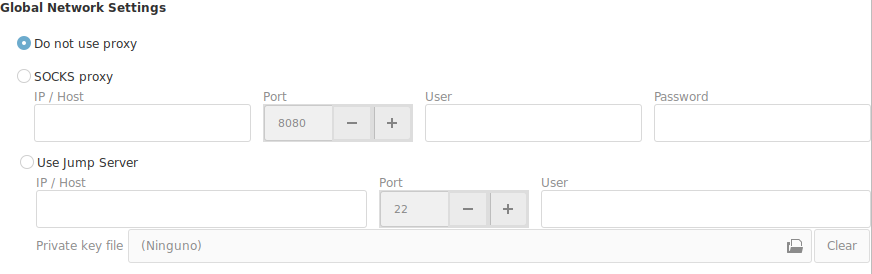 Global Network Settings
Do not use proxy
SOCKS proxy
IP / Host Port User Password
8080 − +
Use Jump Server
IP / Host Port User
22 − +
Private key file (Ninguno) Clear